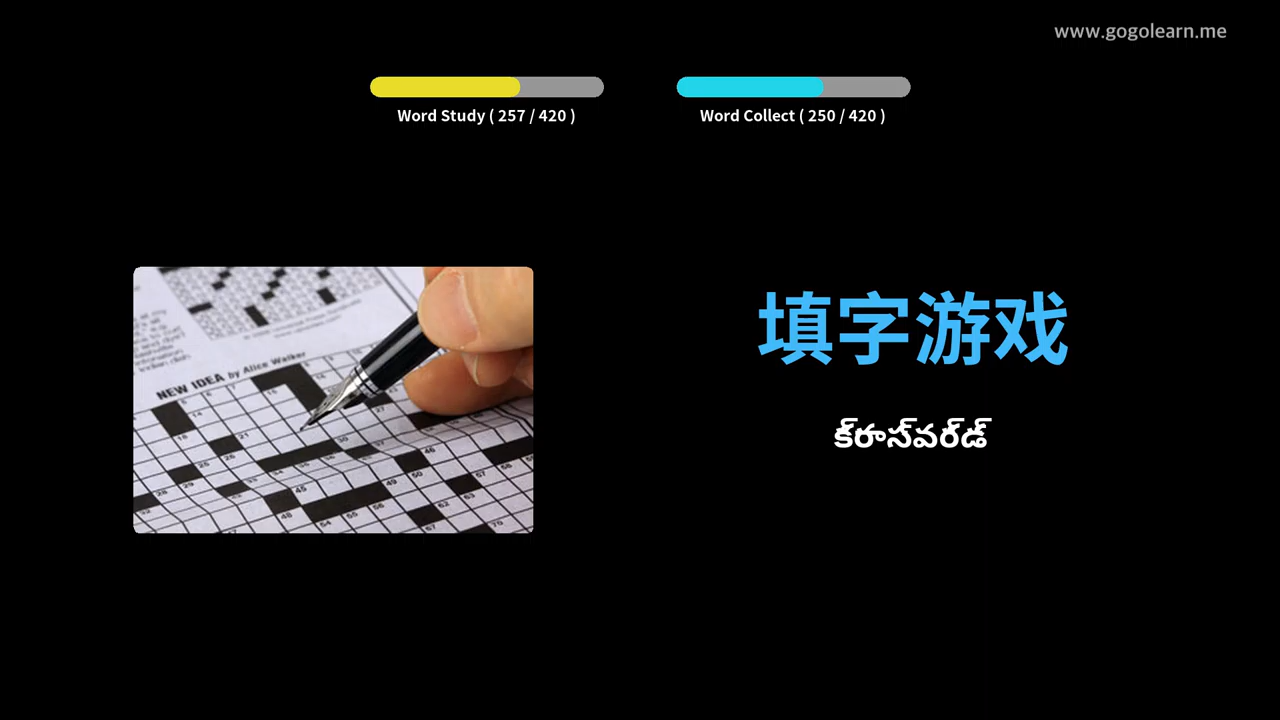 www.gogolearn.me
Word Study ( 257 / 420 )
Word Collect ( 250 / 420 )
填字游戏
క్‌రాస్‌వర్‌డ్
NEW IDEA by Alice Walker